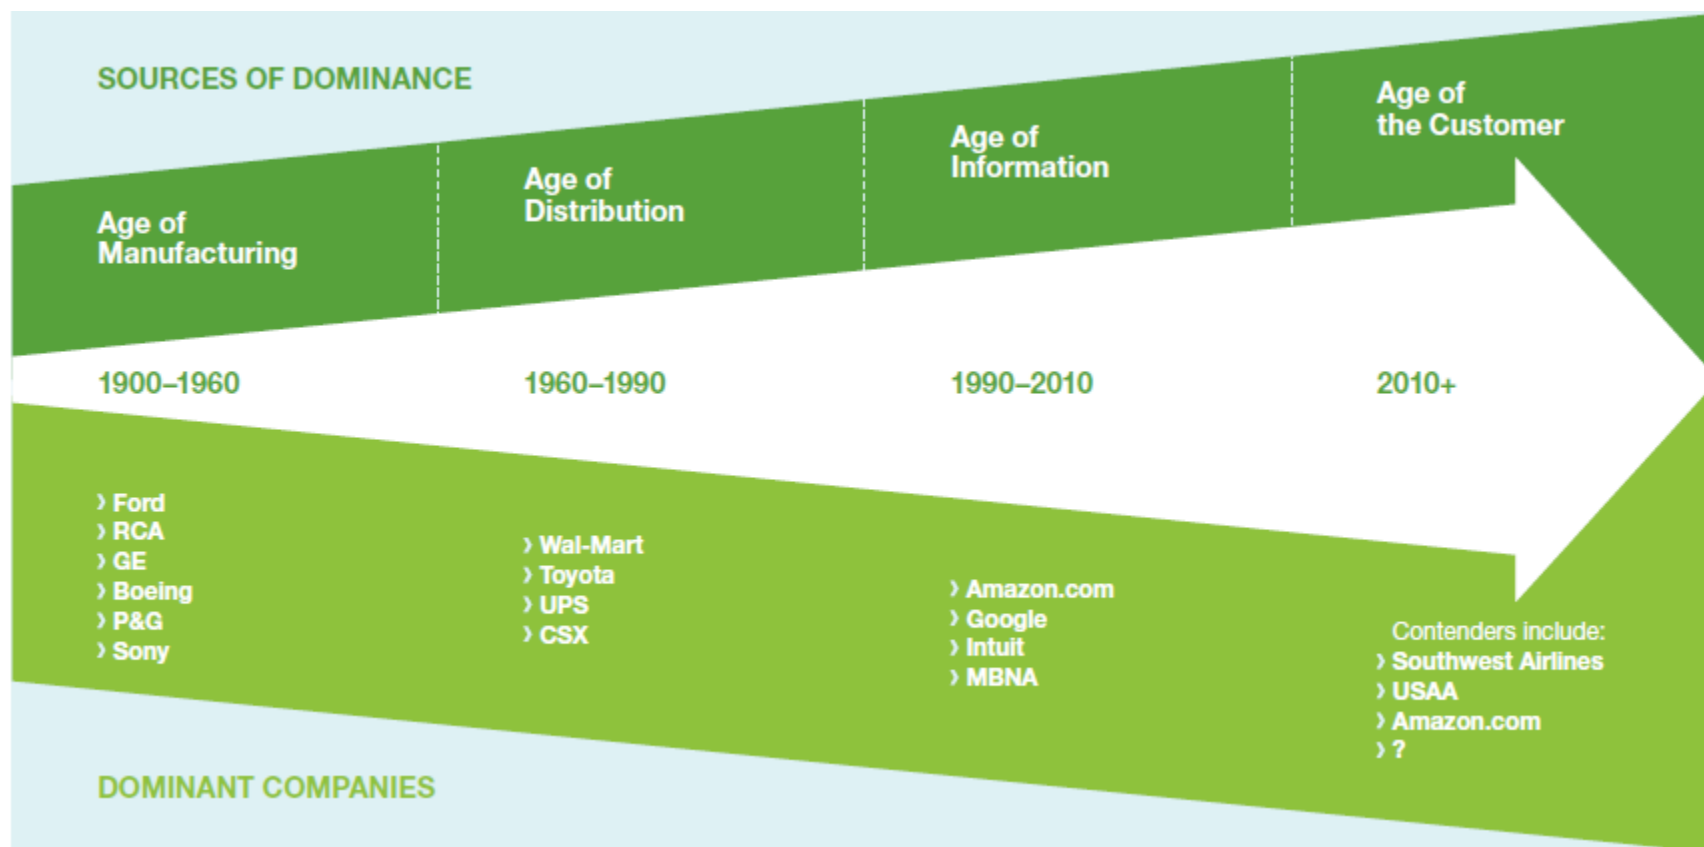 SOURCES OF DOMINANCE
Age of
Manufacturing
Age of
Distribution
Age of
Information
Age of
the Customer
1900–1960
1960–1990
1990–2010
2010+
› Ford
› RCA
› GE
› Boeing
› P&G
› Sony
› Wal-Mart
› Toyota
› UPS
› CSX
› Amazon.com
› Google
› Intuit
› MBNA
Contenders include:
› Southwest Airlines
› USAA
› Amazon.com
› ?
DOMINANT COMPANIES